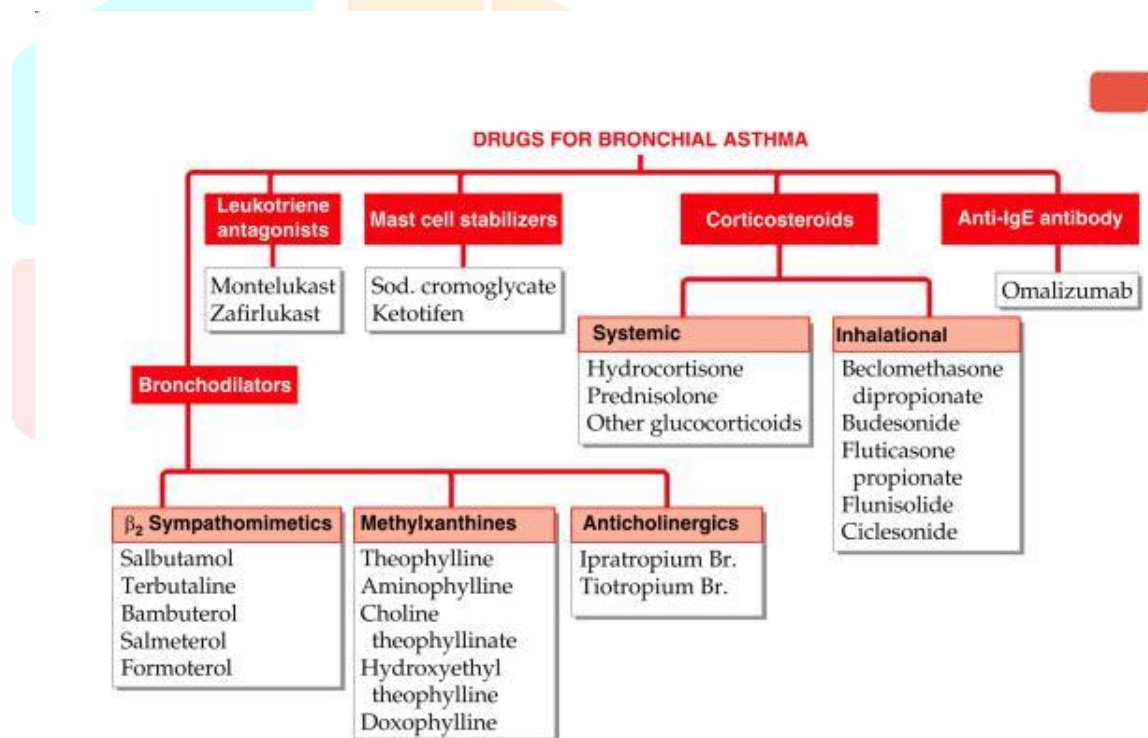 DRUGS FOR BRONCHIAL ASTHMA
Leukotriene
antagonists
Montelukast
Zafirlukast
Mast cell stabilizers
Sod. cromoglycate
Ketotifen
Corticosteroids
Systemic
Hydrocortisone
Prednisolone
Other glucocorticoids
Inhalational
Beclomethasone
dipropionate
Budesonide
Fluticasone
propionate
Flunisolide
Ciclesonide
Anti-IgE antibody
Omalizumab
Bronchodilators
β₂ Sympathomimetics
Salbutamol
Terbutaline
Bambuterol
Salmeterol
Formoterol
Methylxanthines
Theophylline
Aminophylline
Choline
theophyllinate
Hydroxyethyl
theophylline
Doxophylline
Anticholinergics
Ipratropium Br.
Tiotropium Br.